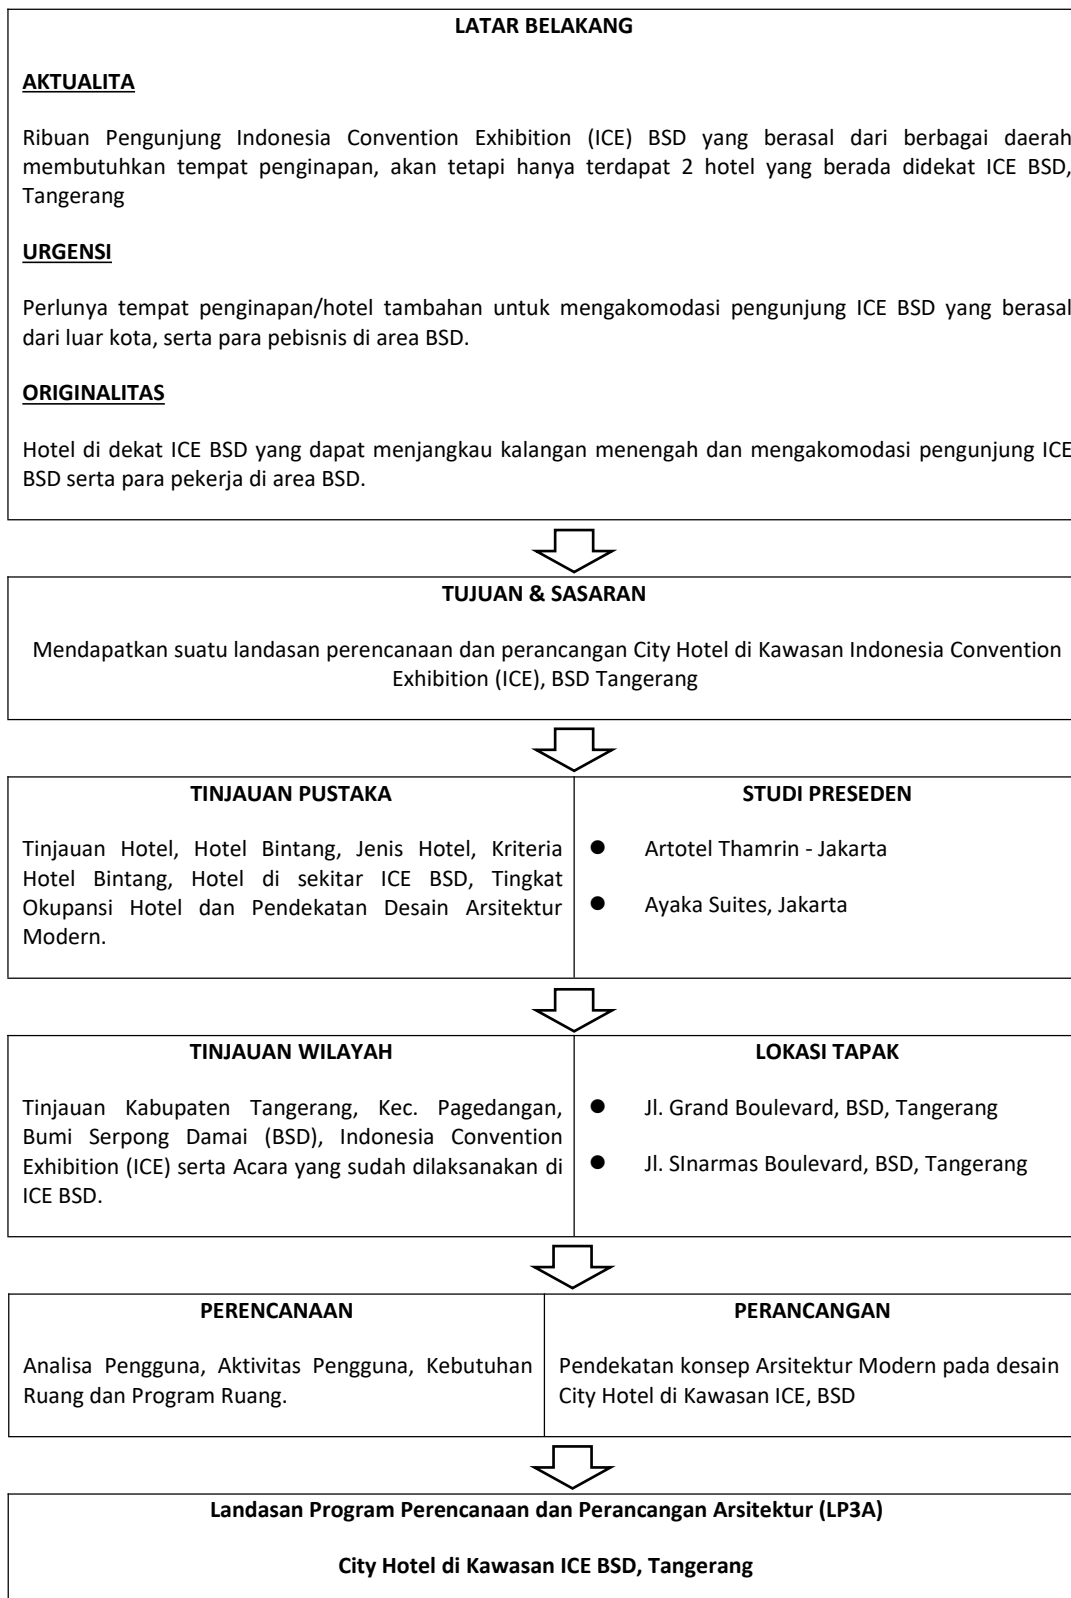 LATAR BELAKANG
AKTUALITA
Ribuan Pengunjung Indonesia Convention Exhibition (ICE) BSD yang berasal dari berbagai daerah
membutuhkan tempat penginapan, akan tetapi hanya terdapat 2 hotel yang berada didekat ICE BSD,
Tangerang
URGENSI
Perlunya tempat penginapan/hotel tambahan untuk mengakomodasi pengunjung ICE BSD yang berasal
dari luar kota, serta para pebisnis di area BSD.
ORIGINALITAS
Hotel di dekat ICE BSD yang dapat menjangkau kalangan menengah dan mengakomodasi pengunjung ICE
BSD serta para pekerja di area BSD.
TUJUAN & SASARAN
Mendapatkan suatu landasan perencanaan dan perancangan City Hotel di Kawasan Indonesia Convention
Exhibition (ICE), BSD Tangerang
TINJAUAN PUSTAKA
Tinjauan Hotel, Hotel Bintang, Jenis Hotel, Kriteria
Hotel Bintang, Hotel di sekitar ICE BSD, Tingkat
Okupansi Hotel dan Pendekatan Desain Arsitektur
Modern.
STUDI PRESEDEN
● Artotel Thamrin - Jakarta
● Ayaka Suites, Jakarta
TINJAUAN WILAYAH
Tinjauan Kabupaten Tangerang, Kec. Pagedangan,
Bumi Serpong Damai (BSD), Indonesia Convention
Exhibition (ICE) serta Acara yang sudah dilaksanakan di
ICE BSD.
LOKASI TAPAK
● Jl. Grand Boulevard, BSD, Tangerang
● Jl. SInarmas Boulevard, BSD, Tangerang
PERENCANAAN
Analisa Pengguna, Aktivitas Pengguna, Kebutuhan
Ruang dan Program Ruang.
PERANCANGAN
Pendekatan konsep Arsitektur Modern pada desain
City Hotel di Kawasan ICE, BSD
Landasan Program Perencanaan dan Perancangan Arsitektur (LP3A)
City Hotel di Kawasan ICE BSD, Tangerang